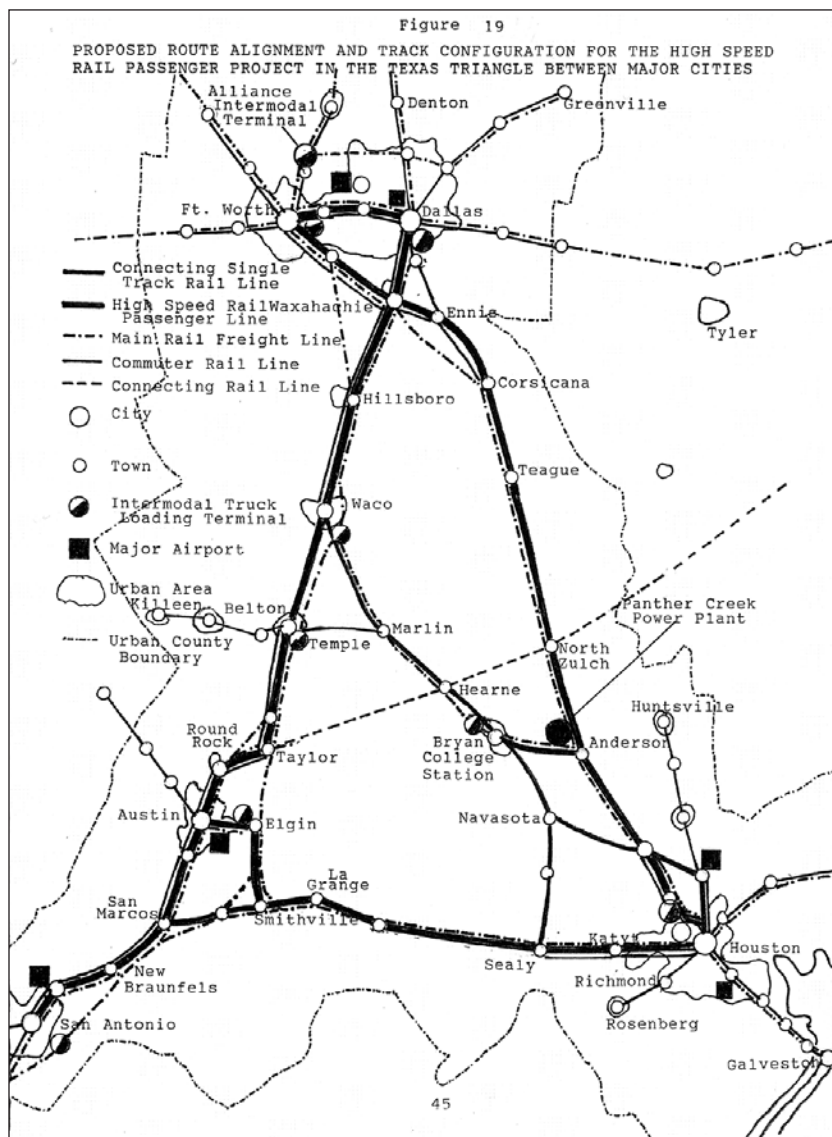 Figure 19
PROPOSED ROUTE ALIGNMENT AND TRACK CONFIGURATION FOR THE HIGH SPEED
RAIL PASSENGER PROJECT IN THE TEXAS TRIANGLE BETWEEN MAJOR CITIES
Alliance
Intermodal
Terminal
Denton
Greenville
Ft. Worth
Dallas
Connecting Single
Track Rail Line
High Speed Rail
Passenger Line
Waxahachie
Ennis
Main Rail Freight Line
Tyler
Commuter Rail Line
Connecting Rail Line
Corsicana
Hillsboro
City
Town
Teague
Intermodal Truck
Loading Terminal
Waco
Major Airport
Urban Area
Killeen
Belton
Temple
Marlin
Panther Creek
Power Plant
Urban County
Boundary
North
Zulch
Hearne
Huntsville
Round
Rock
Taylor
Bryan
College
Station
Anderson
Austin
Elgin
Navasota
La
Grange
San
Marcos
Smithville
Sealy
Katy
Houston
New
Braunfels
Richmond
San Antonio
Rosenberg
Galveston
45